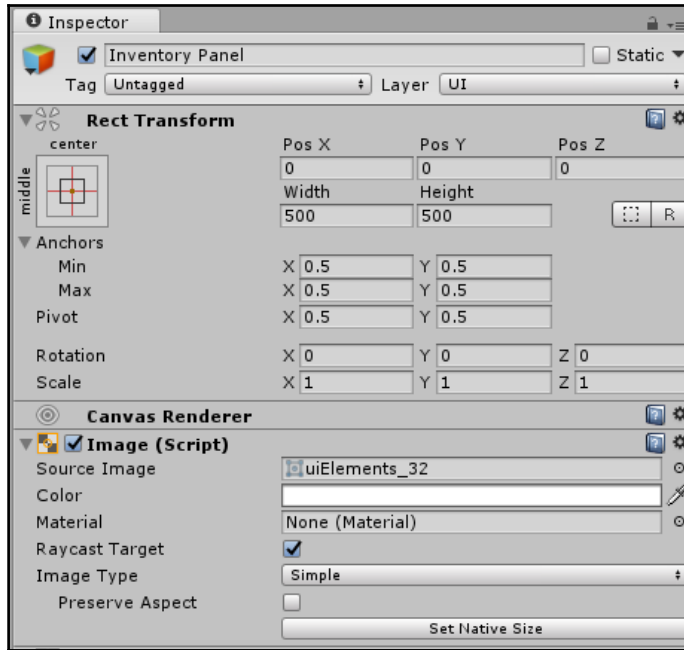 Inspector
Inventory Panel Static
Tag Untagged Layer UI
Rect Transform
center Pos X Pos Y Pos Z
middle 0 0 0
Width Height
500 500 R
Anchors
Min X 0.5 Y 0.5
Max X 0.5 Y 0.5
Pivot X 0.5 Y 0.5
Rotation X 0 Y 0 Z 0
Scale X 1 Y 1 Z 1
Canvas Renderer
Image (Script)
Source Image uiElements_32
Color
Material None (Material)
Raycast Target
Image Type Simple
Preserve Aspect
Set Native Size